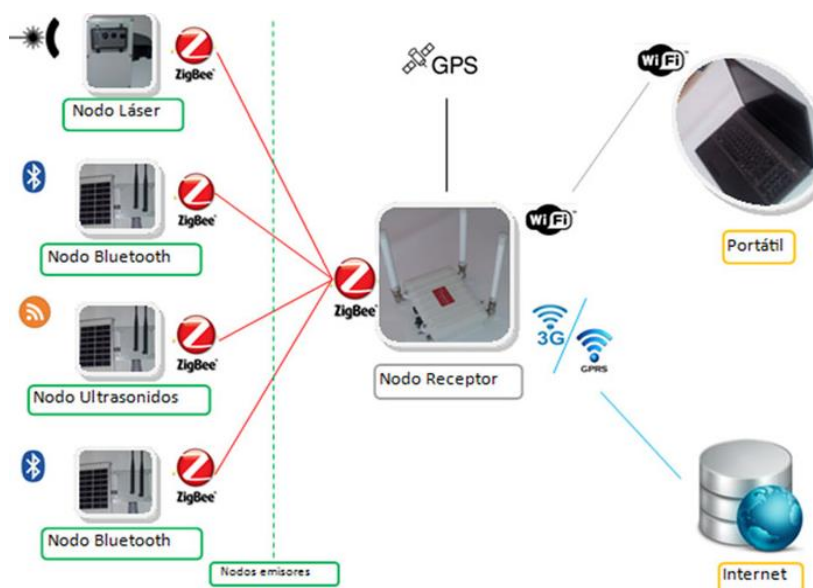 ZigBee
Nodo Láser
ZigBee
Nodo Bluetooth
ZigBee
Nodo Ultrasonidos
ZigBee
Nodo Bluetooth
Nodos emisores
GPS
ZigBee
Nodo Receptor
WiFi
WiFi
Portátil
3G
GPRS
Internet